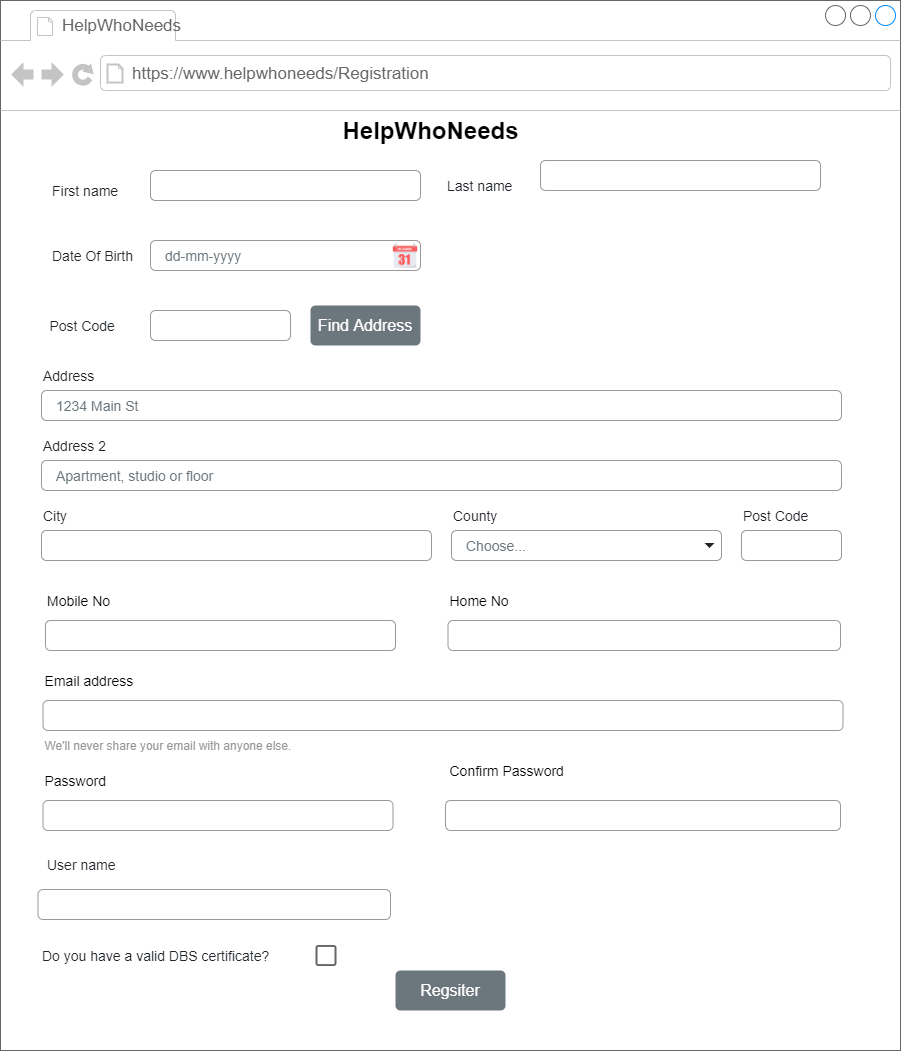 HelpWhoNeeds
https://www.helpwhoneeds/Registration
HelpWhoNeeds
First name
Last name
Date Of Birth
dd-mm-yyyy
31
Post Code
Find Address
Address
1234 Main St
Address 2
Apartment, studio or floor
City
County
Post Code
Choose...
Mobile No
Home No
Email address
We'll never share your email with anyone else.
Password
Confirm Password
User name
Do you have a valid DBS certificate?
Regsiter